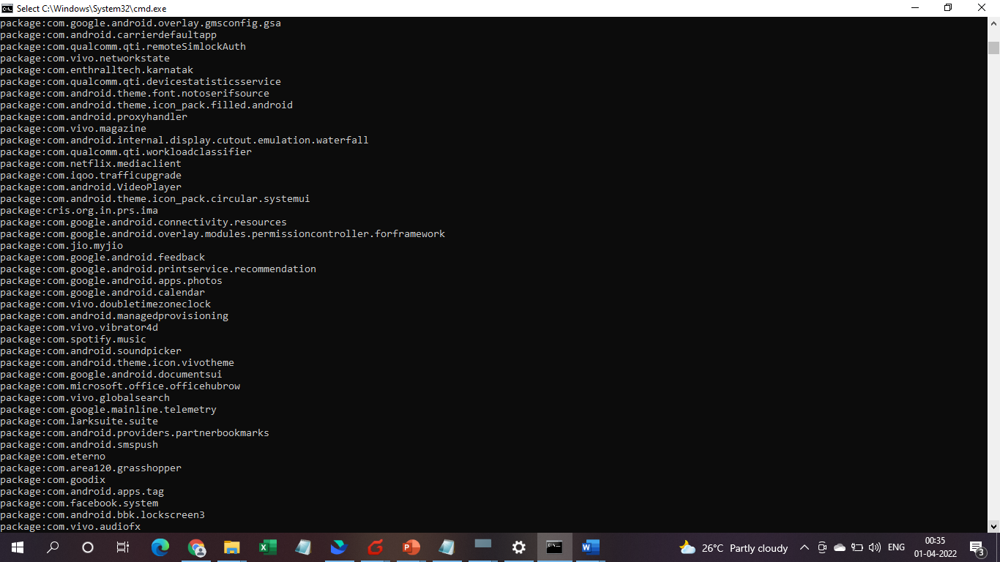 Select C:\Windows\System32\cmd.exe
package:com.google.android.overlay.gmsconfig.gsa
package:com.android.carrierdefaultapp
package:com.qualcomm.qti.remoteSimlockAuth
package:com.vivo.networkstate
package:com.enthralltech.karnatak
package:com.qualcomm.qti.devicestatisticsservice
package:com.android.theme.font.notoserifsource
package:com.android.theme.icon_pack.filled.android
package:com.android.proxyhandler
package:com.vivo.magazine
package:com.android.internal.display.cutout.emulation.waterfall
package:com.qualcomm.qti.workloadclassifier
package:com.netflix.mediaclient
package:com.iqoo.trafficupgrade
package:com.android.VideoPlayer
package:com.android.theme.icon_pack.circular.systemui
package:cris.org.in.prs.ima
package:com.google.android.connectivity.resources
package:com.google.android.overlay.modules.permissioncontroller.forframework
package:com.jio.myjio
package:com.google.android.feedback
package:com.google.android.printservice.recommendation
package:com.google.android.apps.photos
package:com.google.android.calendar
package:com.vivo.doubletimezoneclock
package:com.android.managedprovisioning
package:com.vivo.vibrator4d
package:com.spotify.music
package:com.android.soundpicker
package:com.android.theme.icon.vivotheme
package:com.google.android.documentsui
package:com.microsoft.office.officehubrow
package:com.vivo.globalsearch
package:com.google.mainline.telemetry
package:com.larksuite.suite
package:com.android.providers.partnerbookmarks
package:com.android.smspush
package:com.eterno
package:com.area120.grasshopper
package:com.goodix
package:com.android.apps.tag
package:com.facebook.system
package:com.android.bbk.lockscreen3
package:com.vivo.audiofx
26°C Partly cloudy
ENG
00:35
01-04-2022
3